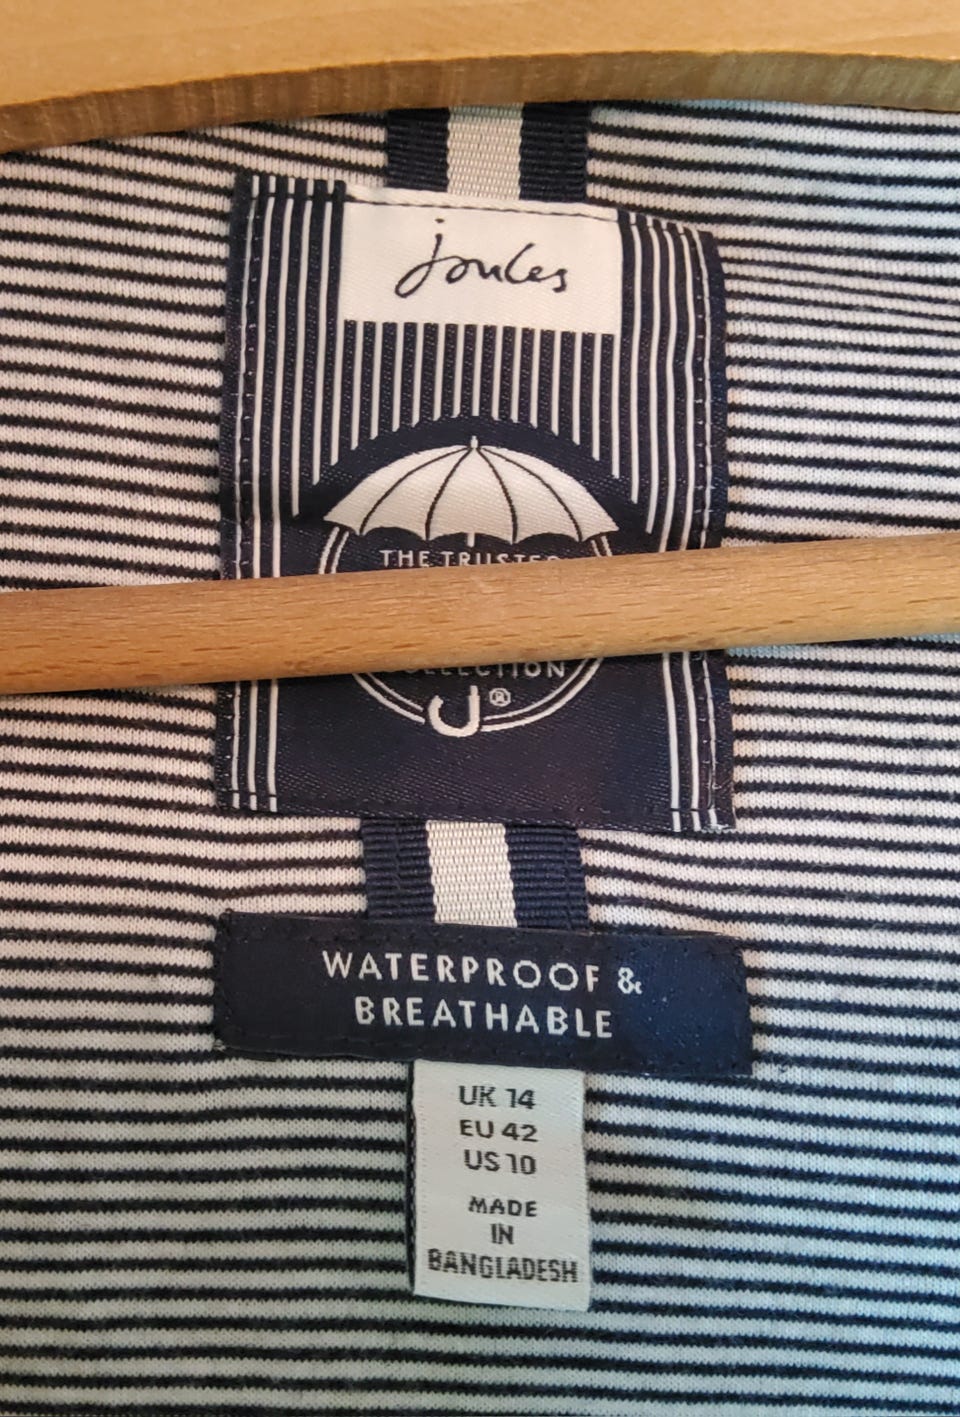 joules
THE TRUSTED
COLLECTION
®
WATERPROOF &
BREATHABLE
UK 14
EU 42
US 10
MADE
IN
BANGLADESH